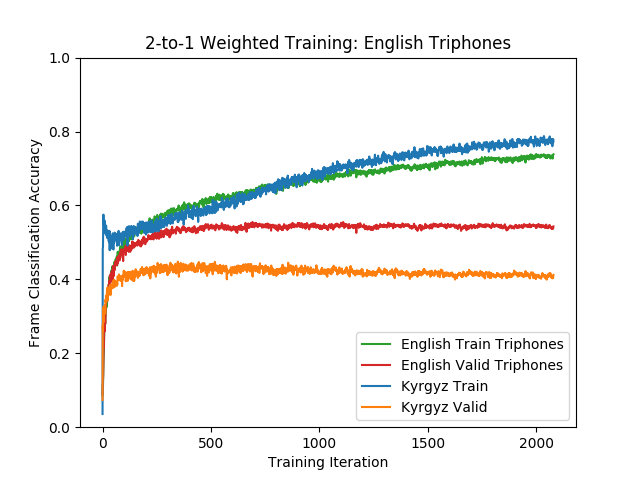 2-to-1 Weighted Training: English Triphones
Frame Classification Accuracy
1.0
0.8
0.6
0.4
0.2
0.0
0
500
1000
1500
2000
Training Iteration
English Train Triphones
English Valid Triphones
Kyrgyz Train
Kyrgyz Valid